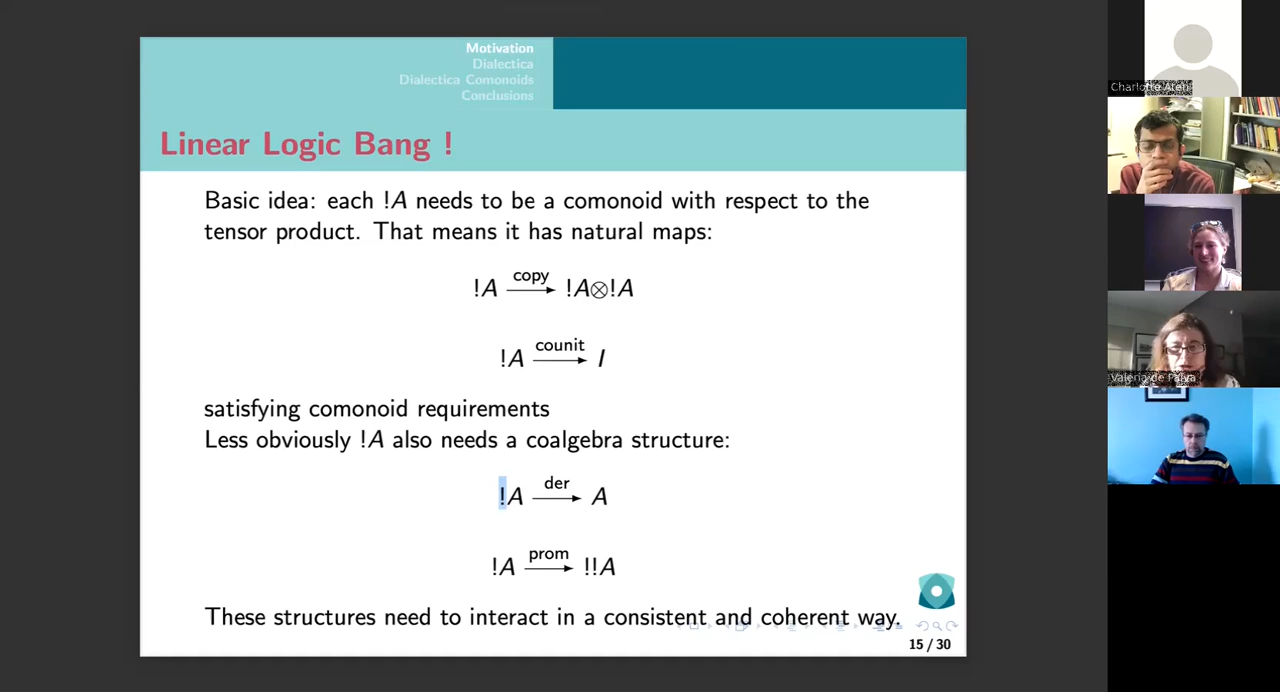 Motivation
Dialectica
Dialectica Comonoids
Conclusions
Linear Logic Bang !
Basic idea: each !A needs to be a comonoid with respect to the
tensor product. That means it has natural maps:
copy
!A → !A⊗!A
counit
!A → I
satisfying comonoid requirements
Less obviously !A also needs a coalgebra structure:
der
!A → A
prom
!A → !!A
These structures need to interact in a consistent and coherent way.
15 / 30
Charlotte Aten
Valeria de Paiva